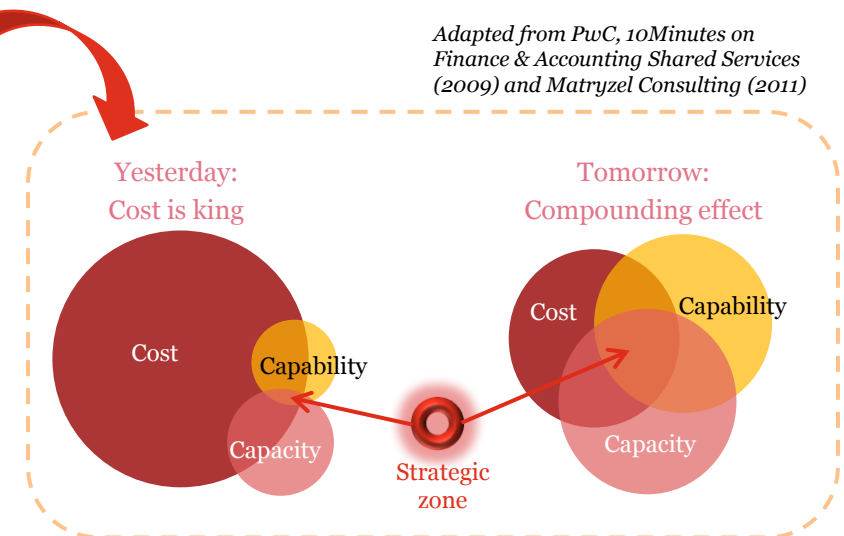 Adapted from PwC, 10Minutes on
Finance & Accounting Shared Services
(2009) and Matryzel Consulting (2011)
Yesterday:
Cost is king
Tomorrow:
Compounding effect
Cost
Capability
Capacity
Cost
Capability
Capacity
Strategic
zone